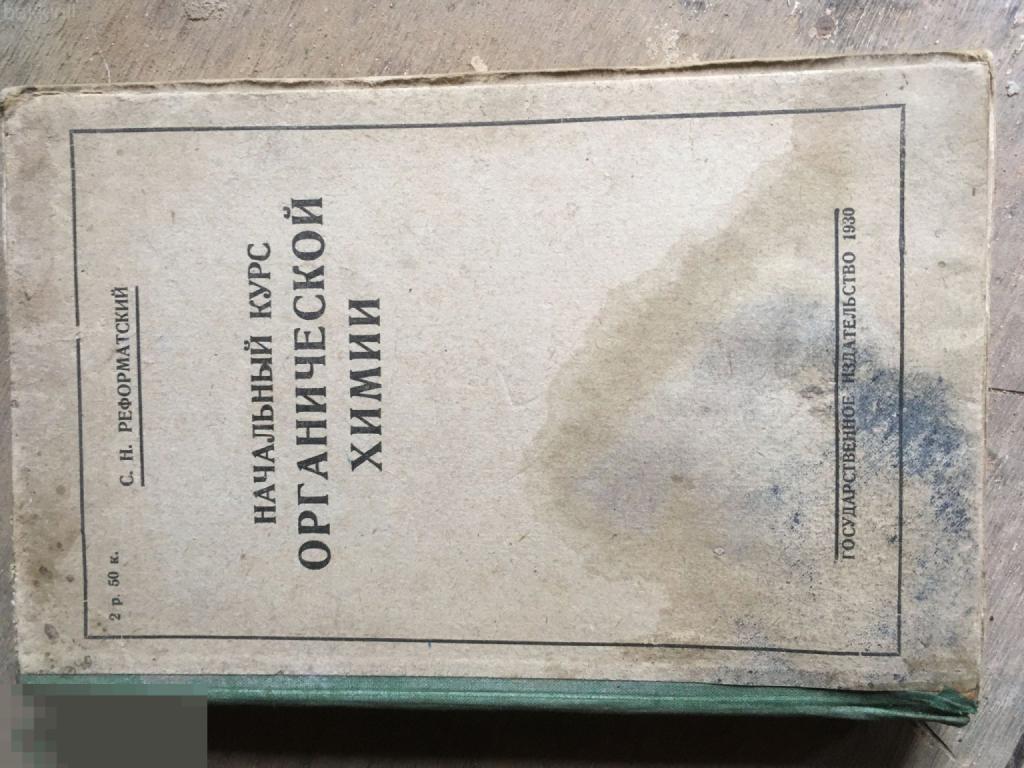 2 р. 50 к.
С. Н. РЕФОРМАТСКИЙ
НАЧАЛЬНЫЙ КУРС
ОРГАНИЧЕСКОЙ
ХИМИИ
ГОСУДАРСТВЕННОЕ ИЗДАТЕЛЬСТВО 1930